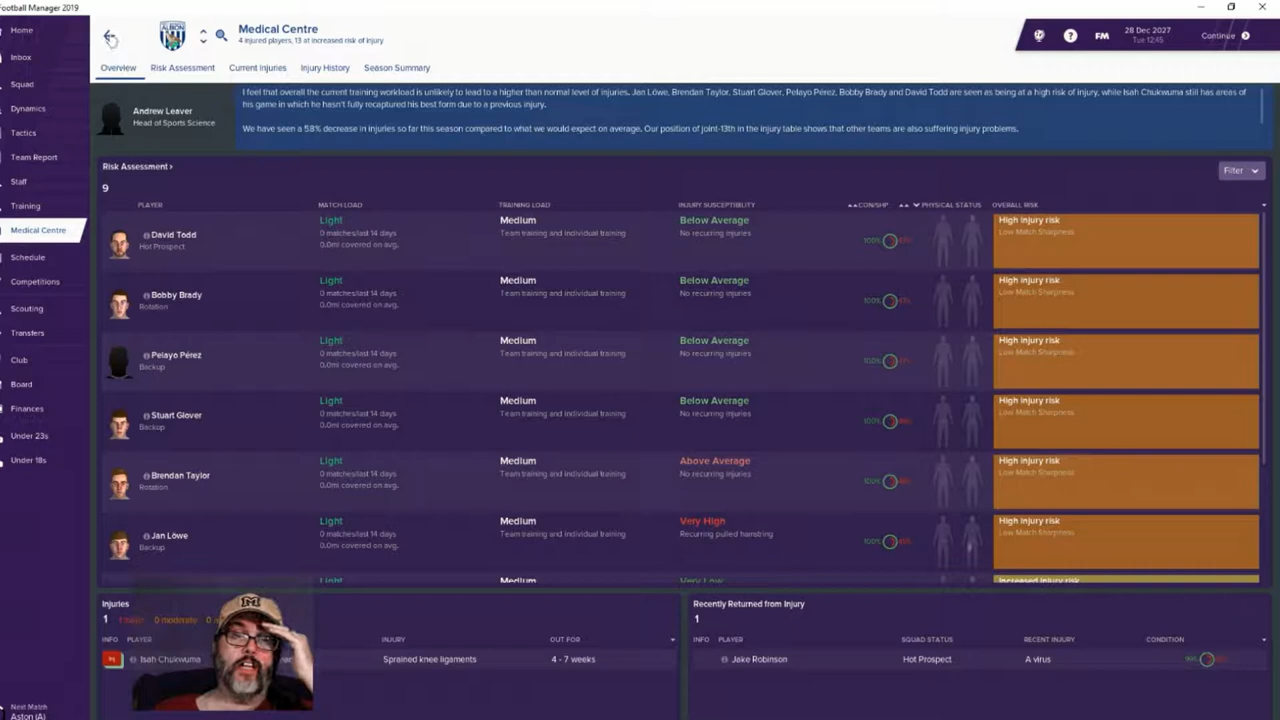 Football Manager 2019
Home
Inbox
Squad
Dynamics
Tactics
Team Report
Staff
Training
Medical Centre
Schedule
Competitions
Scouting
Transfers
Club
Board
Finances
Under 23s
Under 18s
Next Match
Aston (A)
ALBION
Medical Centre
4 injured players, 13 at increased risk of injury
FM
28 Dec 2027
Tue 12:45
Continue
Overview Risk Assessment Current Injuries Injury History Season Summary
Andrew Leaver
Head of Sports Science
I feel that overall the current training workload is unlikely to lead to a higher than normal level of injuries. Jan Löwe, Brendan Taylor, Stuart Glover, Pelayo Pérez, Bobby Brady and David Todd are seen as being at a high risk of injury, while Isah Chukwuma still has areas of
his game in which he hasn't fully recaptured his best form due to a previous injury.
We have seen a 58% decrease in injuries so far this season compared to what we would expect on average. Our position of joint-13th in the injury table shows that other teams are also suffering injury problems.
Risk Assessment >
9
Filter
PLAYER MATCH LOAD TRAINING LOAD INJURY SUSCEPTIBILITY CON/SHP PHYSICAL STATUS OVERALL RISK
David Todd
Hot Prospect
Light
0 matches/last 14 days
0.0mi covered on avg.
Medium
Team training and individual training
Below Average
No recurring injuries
100%
High injury risk
Low Match Sharpness
Bobby Brady
Rotation
Light
0 matches/last 14 days
0.0mi covered on avg.
Medium
Team training and individual training
Below Average
No recurring injuries
100%
High injury risk
Low Match Sharpness
Pelayo Pérez
Backup
Light
0 matches/last 14 days
0.0mi covered on avg.
Medium
Team training and individual training
Below Average
No recurring injuries
100%
High injury risk
Low Match Sharpness
Stuart Glover
Backup
Light
0 matches/last 14 days
0.0mi covered on avg.
Medium
Team training and individual training
Below Average
No recurring injuries
100%
High injury risk
Low Match Sharpness
Brendan Taylor
Rotation
Light
0 matches/last 14 days
0.0mi covered on avg.
Medium
Team training and individual training
Above Average
No recurring injuries
100%
High injury risk
Low Match Sharpness
Jan Löwe
Backup
Light
0 matches/last 14 days
0.0mi covered on avg.
Medium
Team training and individual training
Very High
Recurring pulled hamstring
100%
High injury risk
Low Match Sharpness
Light Medium Very Low Increased injury risk
Injuries
1 0 moderate
INFO PLAYER INJURY OUT FOR
Isah Chukwuma Sprained knee ligaments 4 - 7 weeks
M
Recently Returned from Injury
1
INFO PLAYER SQUAD STATUS RECENT INJURY CONDITION
Jake Robinson Hot Prospect A virus